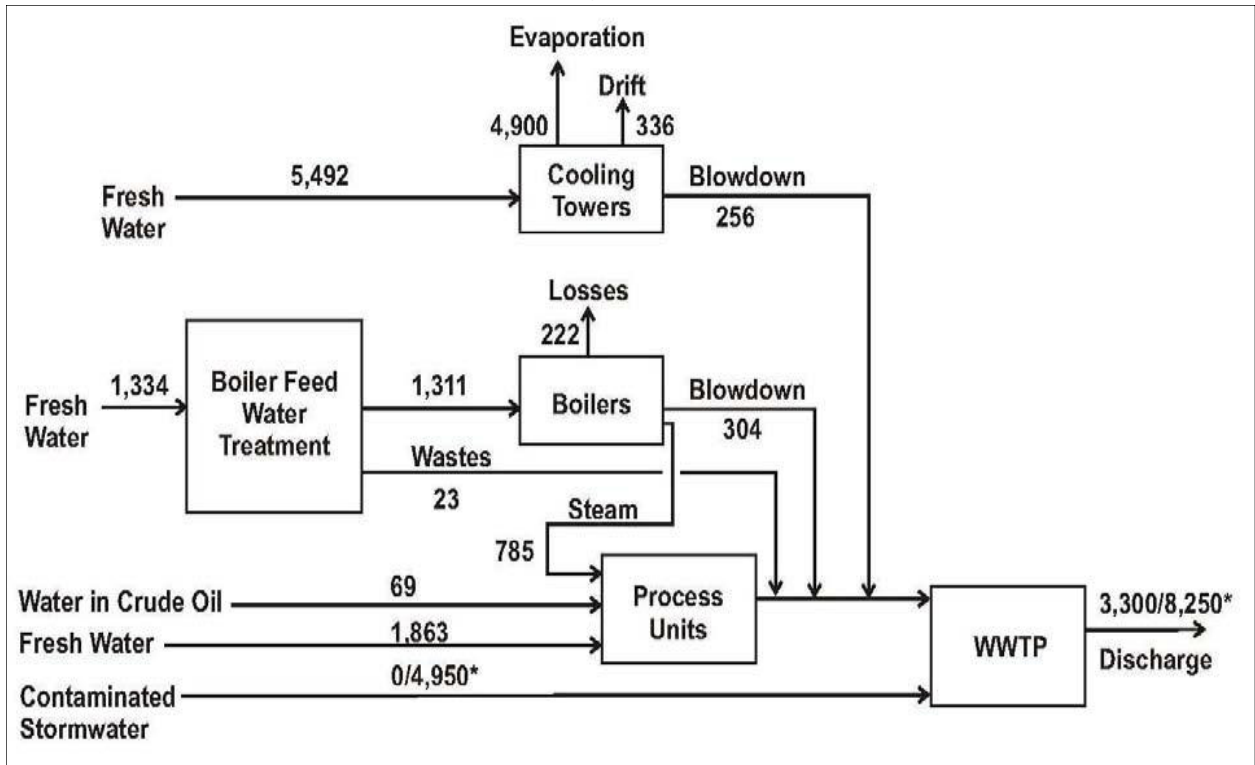 Evaporation
Drift
4,900
336
5,492
Fresh
Water
Cooling
Towers
Blowdown
256
Losses
222
1,334
Fresh
Water
Boiler Feed
Water
Treatment
1,311
Boilers
Blowdown
304
Wastes
23
Steam
785
Water in Crude Oil
69
Fresh Water
1,863
Process
Units
Contaminated
Stormwater
0/4,950*
WWTP
3,300/8,250*
Discharge